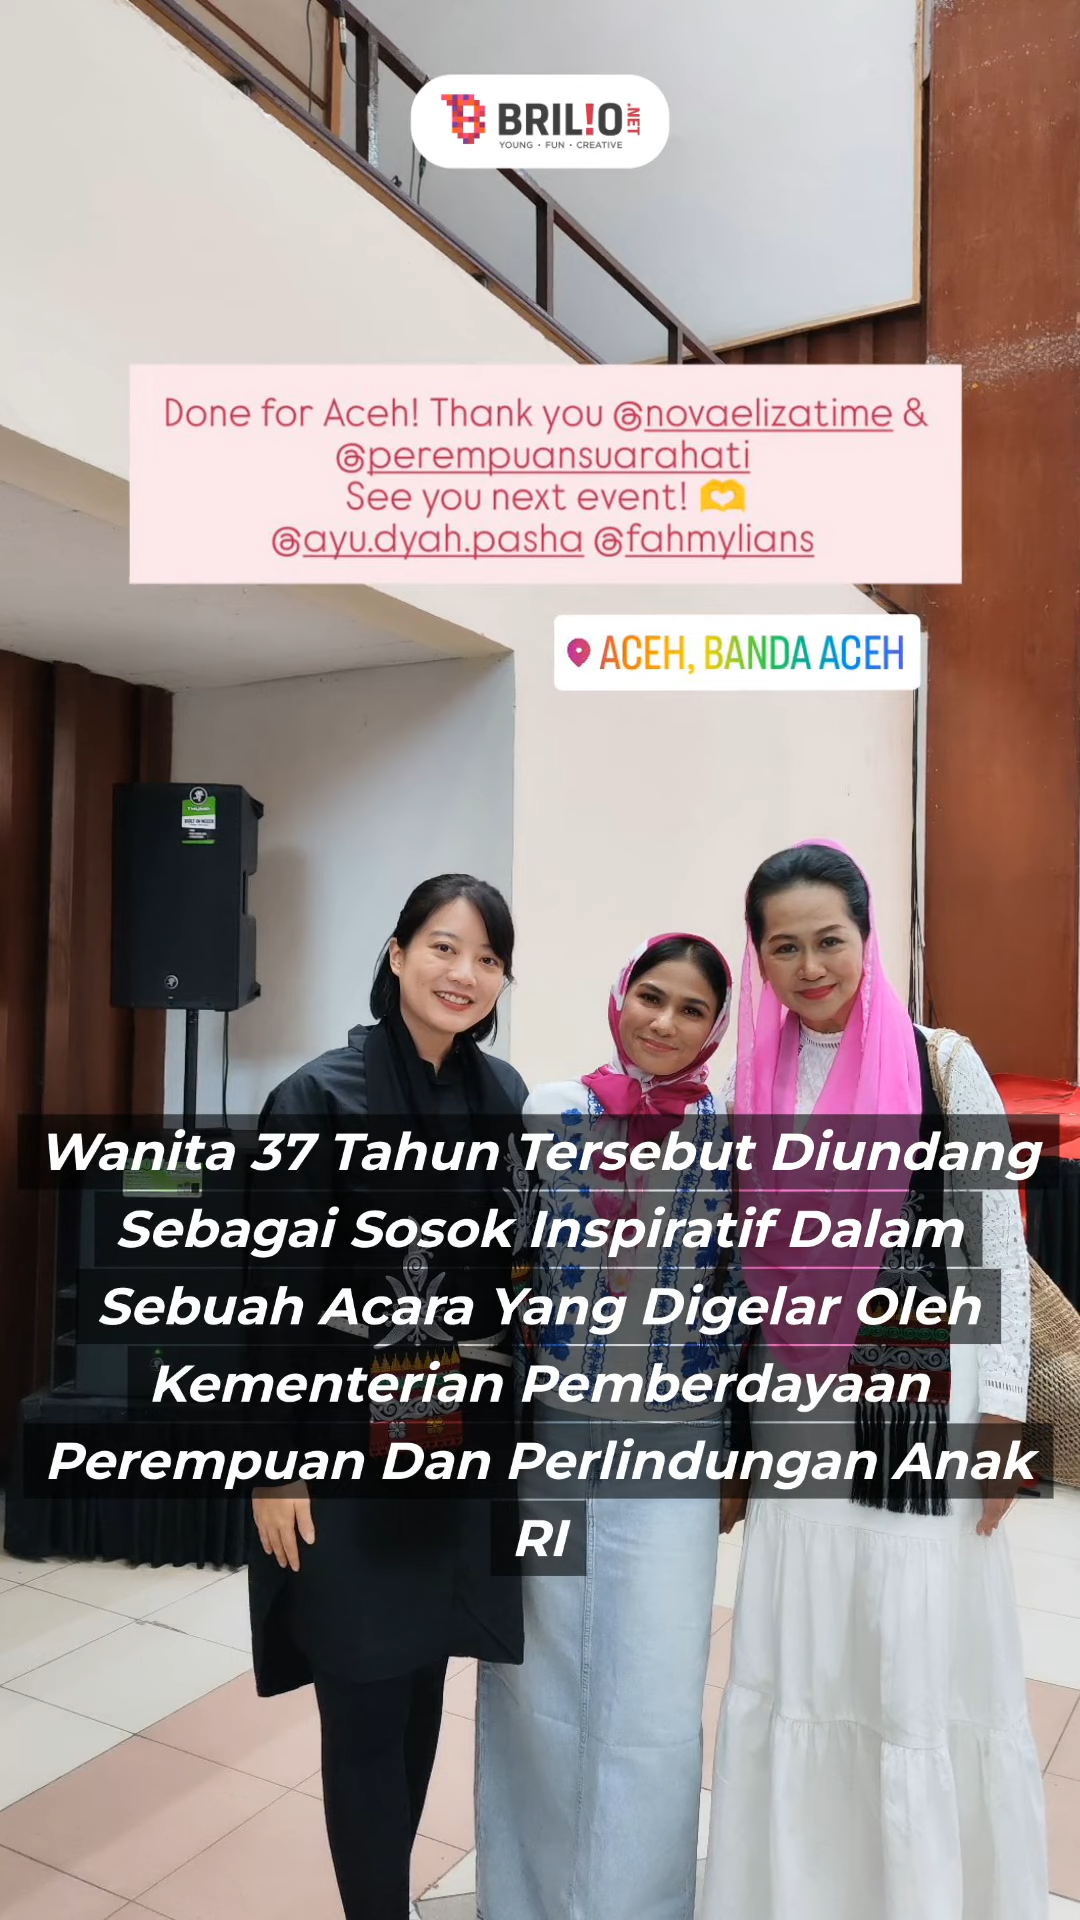 BRIL!O.NET
YOUNG · FUN · CREATIVE
Done for Aceh! Thank you @novaelizatime &
@perempuansuarahati
See you next event! 🫶
@ayu.dyah.pasha @fahmylians
ACEH, BANDA ACEH
THUMP
Wanita 37 Tahun Tersebut Diundang
Sebagai Sosok Inspiratif Dalam
Sebuah Acara Yang Digelar Oleh
Kementerian Pemberdayaan
Perempuan Dan Perlindungan Anak
RI